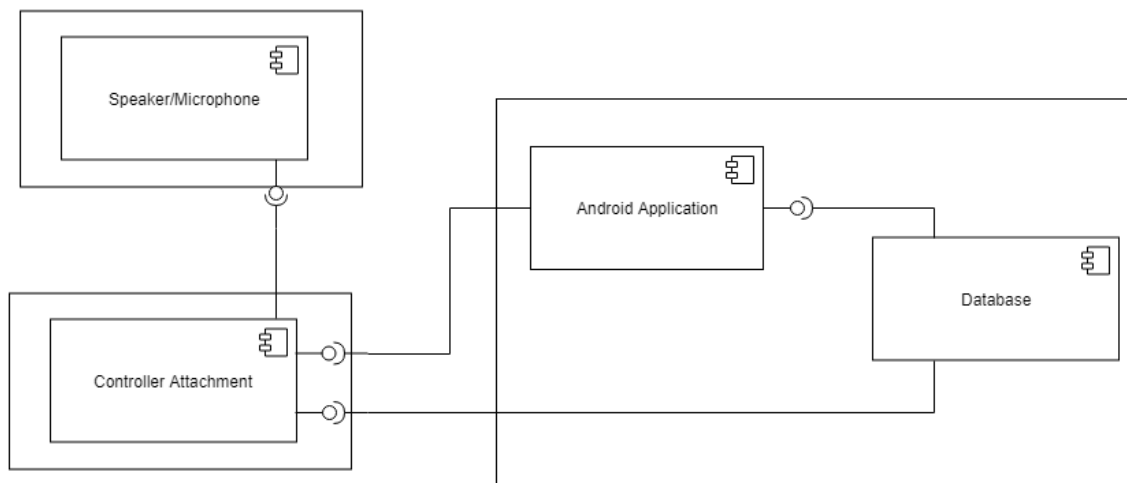 Speaker/Microphone
Android Application
Database
Controller Attachment